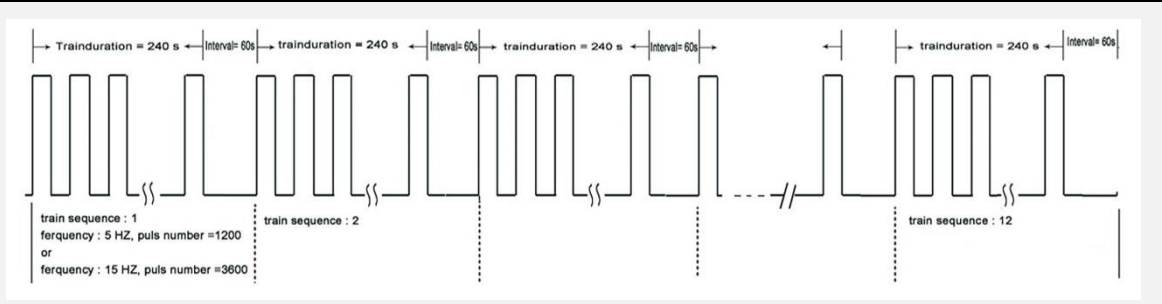 Trainduration = 240 s Interval= 60s trainduration = 240 s Interval= 60s trainduration = 240 s Interval= 60s trainduration = 240 s Interval= 60s
train sequence : 1
ferquency : 5 HZ, puls number =1200
or
ferquency : 15 HZ, puls number =3600
train sequence : 2
train sequence : 12